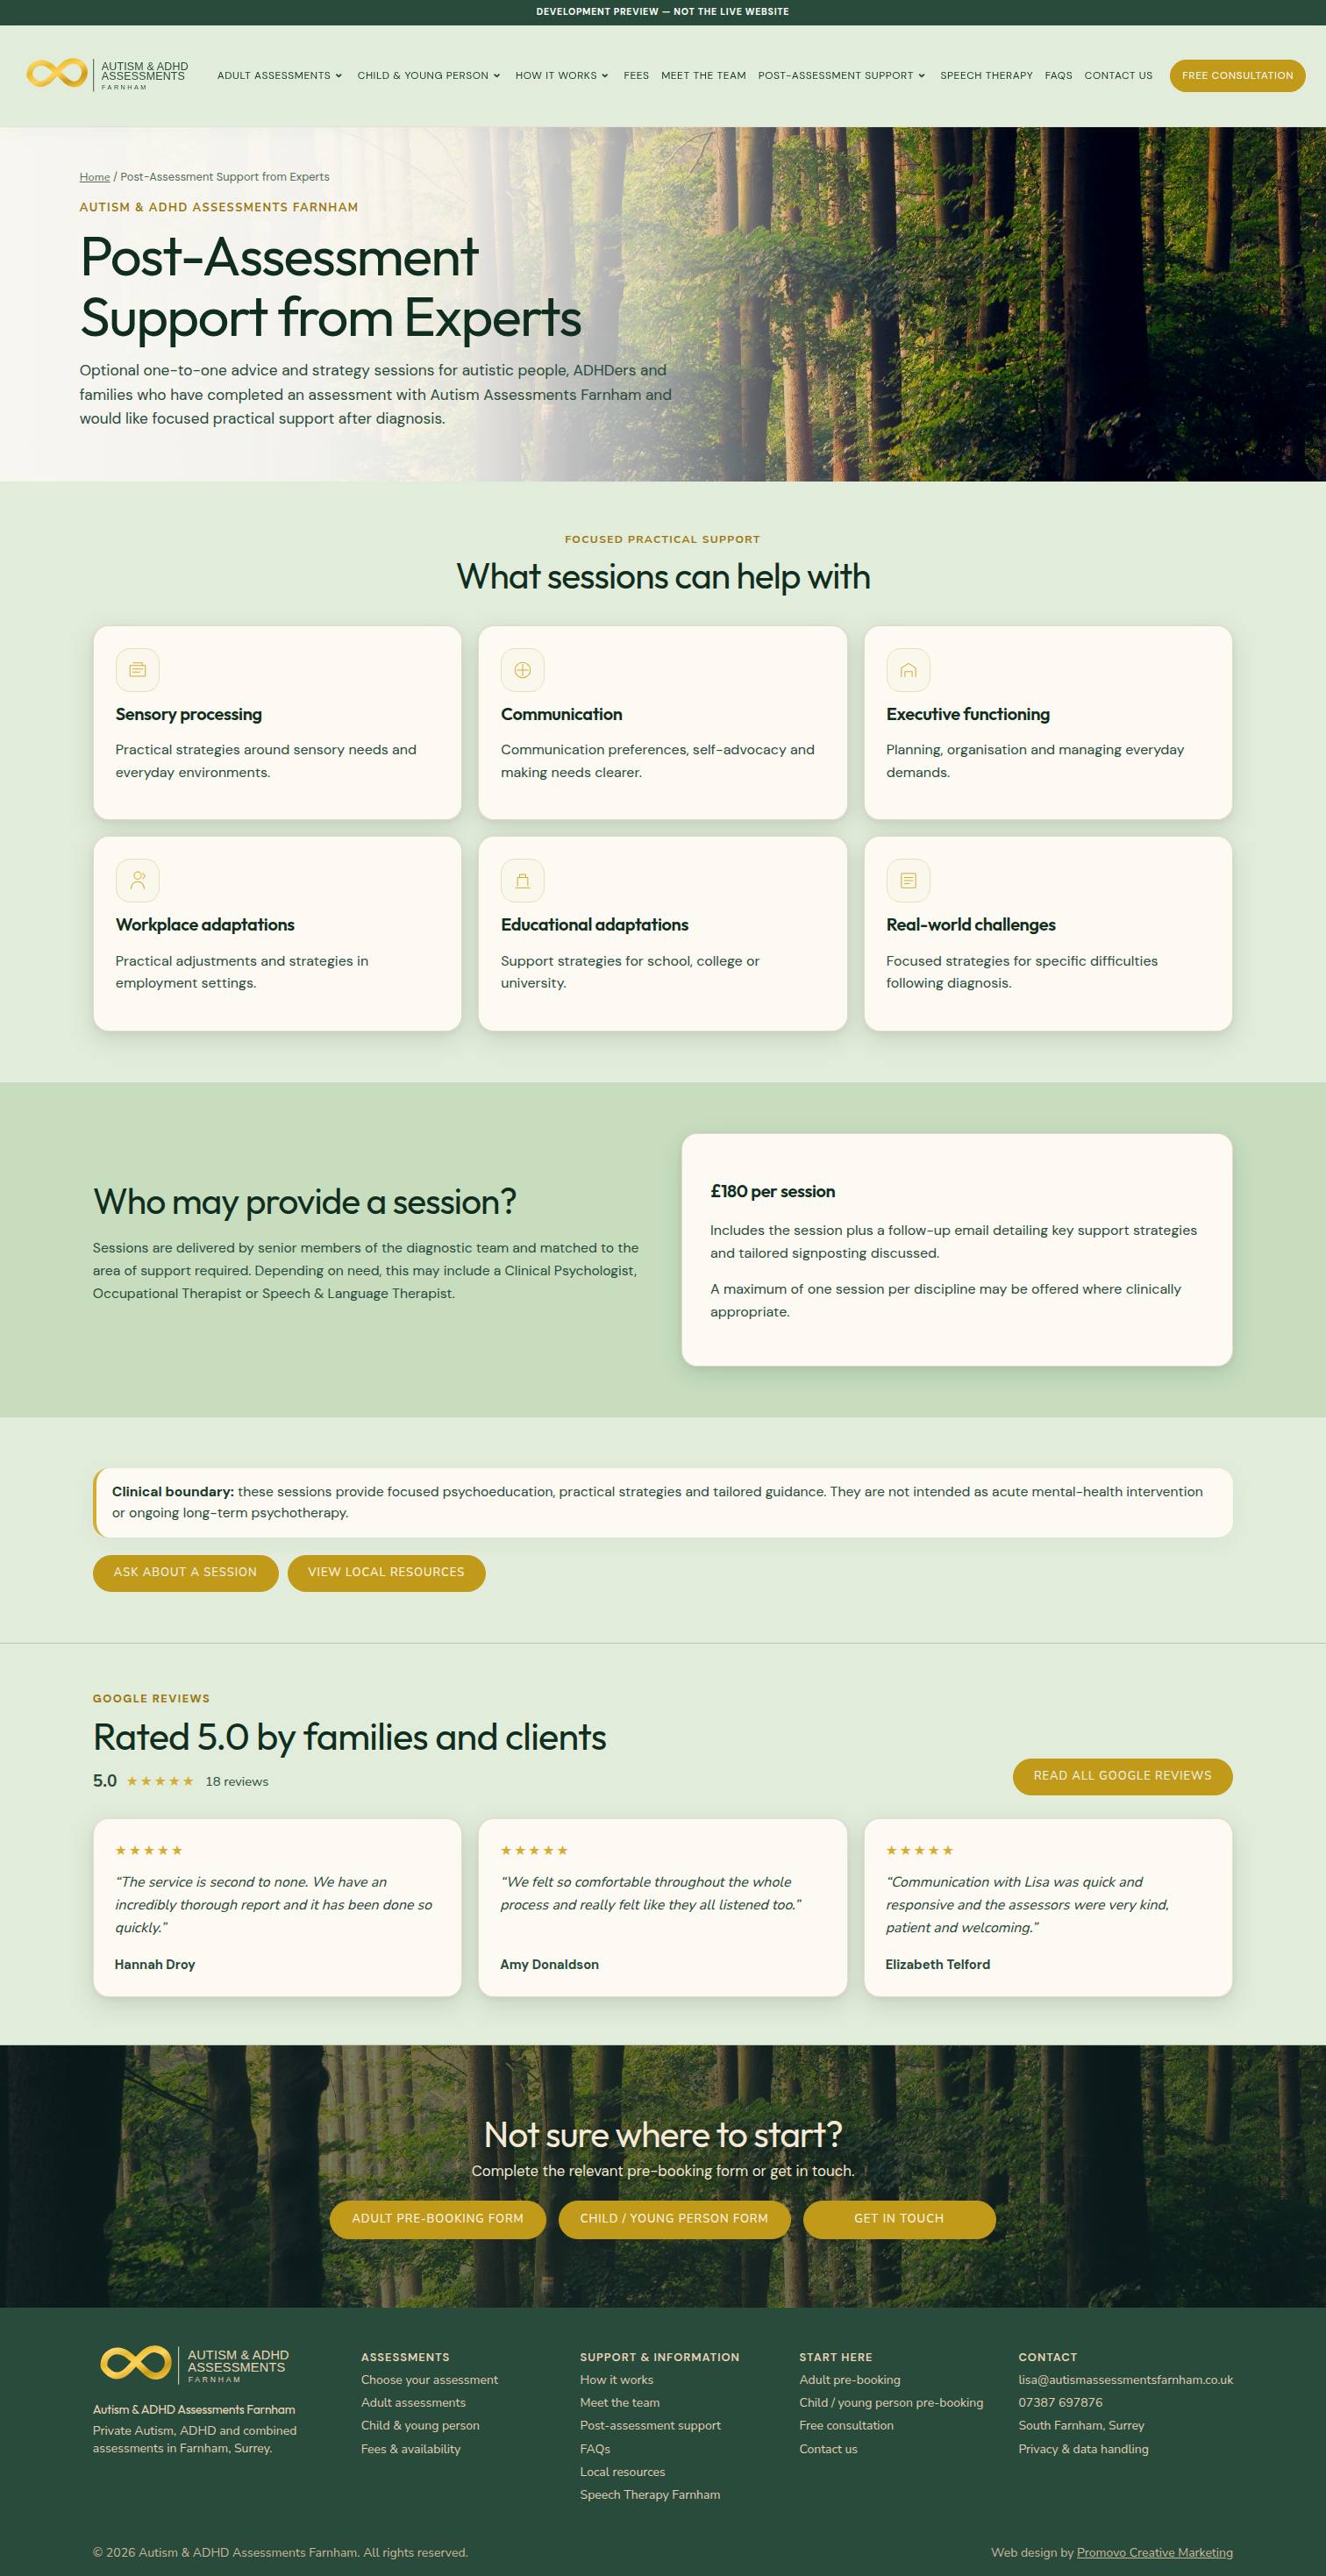 DEVELOPMENT PREVIEW — NOT THE LIVE WEBSITE
AUTISM & ADHD
ASSESSMENTS
FARNHAM
ADULT ASSESSMENTS
CHILD & YOUNG PERSON
HOW IT WORKS
FEES
MEET THE TEAM
POST-ASSESSMENT SUPPORT
SPEECH THERAPY
FAQS
CONTACT US
FREE CONSULTATION
Home / Post-Assessment Support from Experts
AUTISM & ADHD ASSESSMENTS FARNHAM
Post-Assessment
Support from Experts
Optional one-to-one advice and strategy sessions for autistic people, ADHDers and
families who have completed an assessment with Autism Assessments Farnham and
would like focused practical support after diagnosis.
FOCUSED PRACTICAL SUPPORT
What sessions can help with
Sensory processing
Practical strategies around sensory needs and
everyday environments.
Communication
Communication preferences, self-advocacy and
making needs clearer.
Executive functioning
Planning, organisation and managing everyday
demands.
Workplace adaptations
Practical adjustments and strategies in
employment settings.
Educational adaptations
Support strategies for school, college or
university.
Real-world challenges
Focused strategies for specific difficulties
following diagnosis.
Who may provide a session?
Sessions are delivered by senior members of the diagnostic team and matched to the
area of support required. Depending on need, this may include a Clinical Psychologist,
Occupational Therapist or Speech & Language Therapist.
£180 per session
Includes the session plus a follow-up email detailing key support strategies
and tailored signposting discussed.
A maximum of one session per discipline may be offered where clinically
appropriate.
Clinical boundary: these sessions provide focused psychoeducation, practical strategies and tailored guidance. They are not intended as acute mental-health intervention
or ongoing long-term psychotherapy.
ASK ABOUT A SESSION
VIEW LOCAL RESOURCES
GOOGLE REVIEWS
Rated 5.0 by families and clients
5.0 ★★★★★ 18 reviews
READ ALL GOOGLE REVIEWS
★★★★★
“The service is second to none. We have an
incredibly thorough report and it has been done so
quickly.”
Hannah Droy
★★★★★
“We felt so comfortable throughout the whole
process and really felt like they all listened too.”
Amy Donaldson
★★★★★
“Communication with Lisa was quick and
responsive and the assessors were very kind,
patient and welcoming.”
Elizabeth Telford
Not sure where to start?
Complete the relevant pre-booking form or get in touch.
ADULT PRE-BOOKING FORM
CHILD / YOUNG PERSON FORM
GET IN TOUCH
AUTISM & ADHD
ASSESSMENTS
FARNHAM
Autism & ADHD Assessments Farnham
Private Autism, ADHD and combined
assessments in Farnham, Surrey.
ASSESSMENTS
Choose your assessment
Adult assessments
Child & young person
Fees & availability
SUPPORT & INFORMATION
How it works
Meet the team
Post-assessment support
FAQs
Local resources
Speech Therapy Farnham
START HERE
Adult pre-booking
Child / young person pre-booking
Free consultation
Contact us
CONTACT
lisa@autismassessmentsfarnham.co.uk
07387 697876
South Farnham, Surrey
Privacy & data handling
© 2026 Autism & ADHD Assessments Farnham. All rights reserved.
Web design by Promovo Creative Marketing